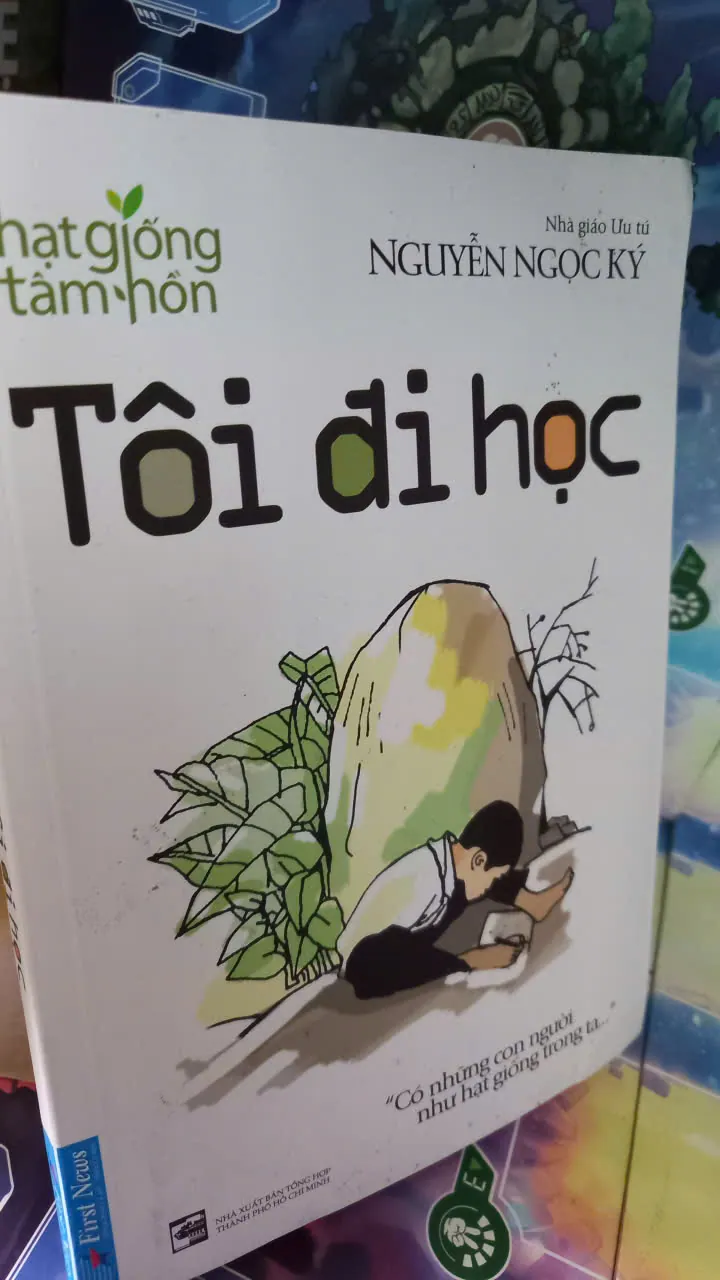 hạt giống
tâm hồn
Nhà giáo Ưu tú
NGUYỄN NGỌC KÝ
Tôi đi học
"Có những con người
như hạt giống trong ta..."
First News
NHÀ XUẤT BẢN TỔNG HỢP
THÀNH PHỐ HỒ CHÍ MINH
E